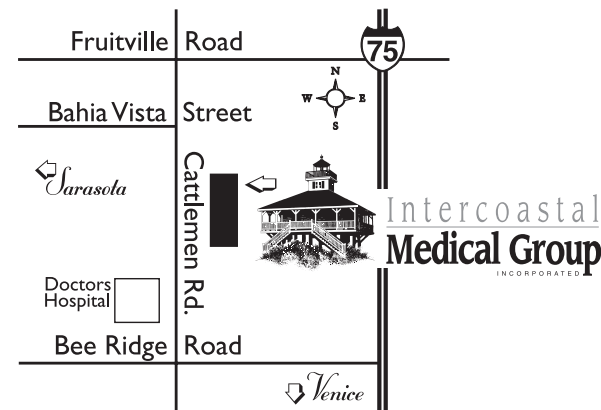 Fruitville Road
75
N
W E
S
Bahia Vista Street
Cattlemen Rd.
Sarasota
Intercoastal
Medical Group
INCORPORATED
Doctors
Hospital
Bee Ridge Road
Venice